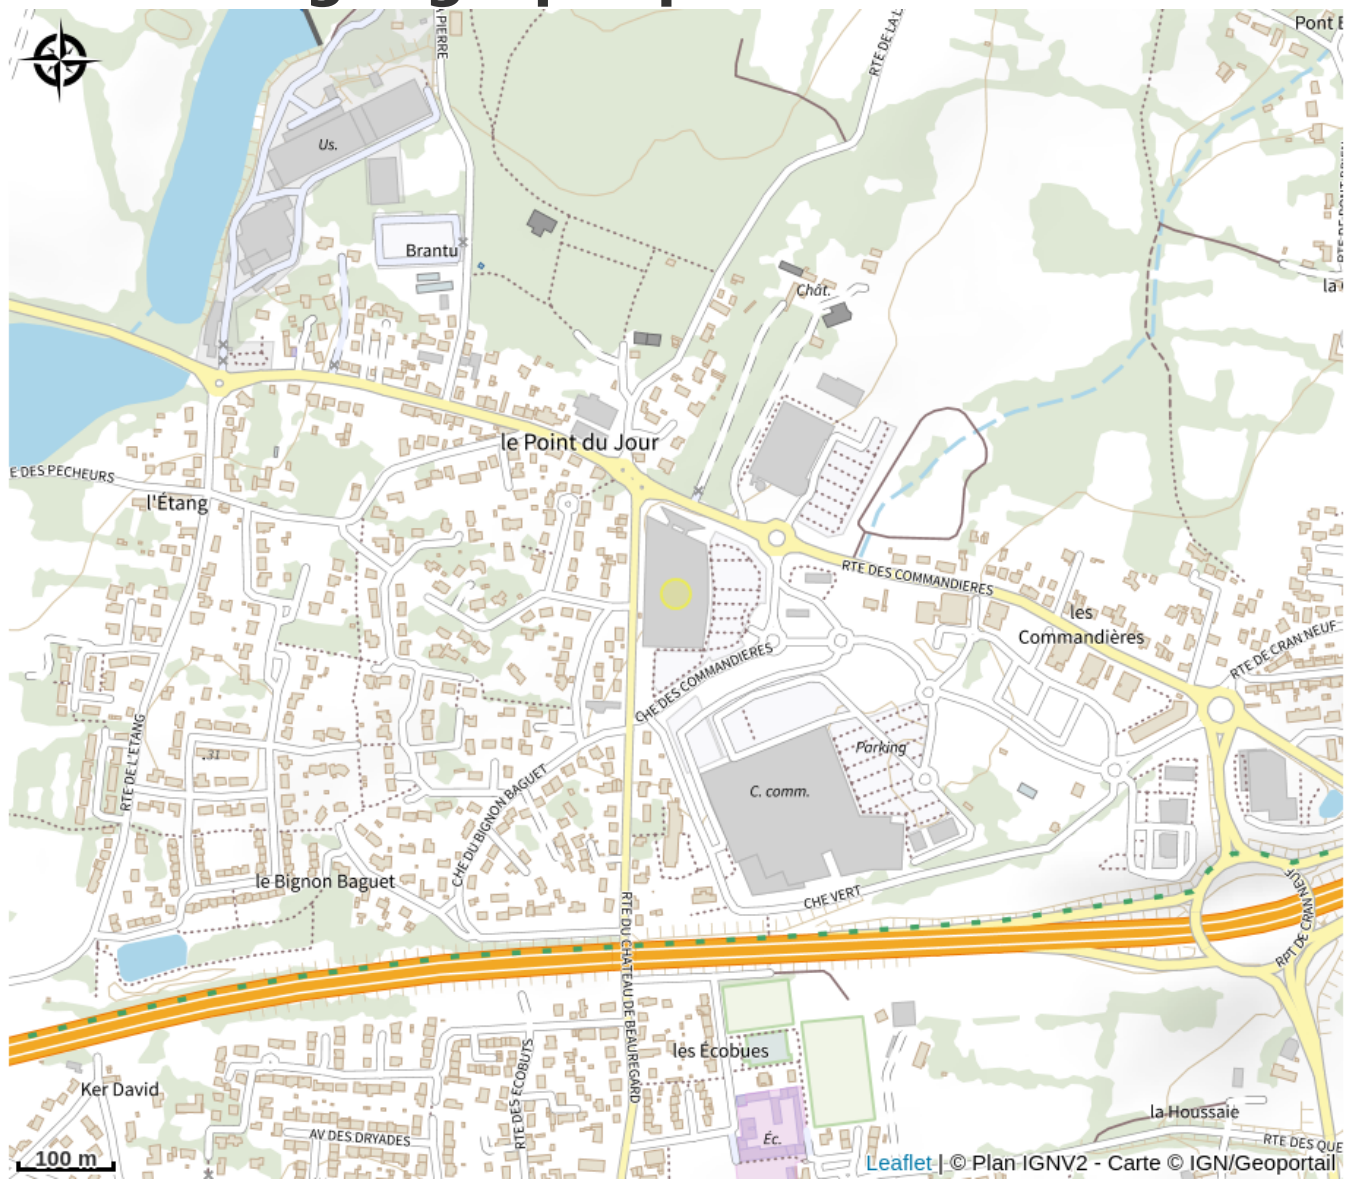 PIERRE
RTE DE LA L
Pont B
Us.
Brantu
Chât.
la
le Point du Jour
E DES PECHEURS
l'Étang
RTE DES COMMANDIERES
les
Commandières
RTE DE CRAN NEUF
CHE DES COMMANDIERES
RTE DE L'ETANG
.31
Parking
C. comm.
CHE DU BIGNON BAGUET
le Bignon Baguet
CHE VERT
RPT DE CRAN NEUF
RTE DU CHATEAU DE BEAUREGARD
les Écobues
RTE DES ECOBUTS
Ker David
AV DES DRYADES
Éc.
la Houssaie
RTE DES QUE
100 m
Leaflet | © Plan IGNV2 - Carte © IGN/Geoportail